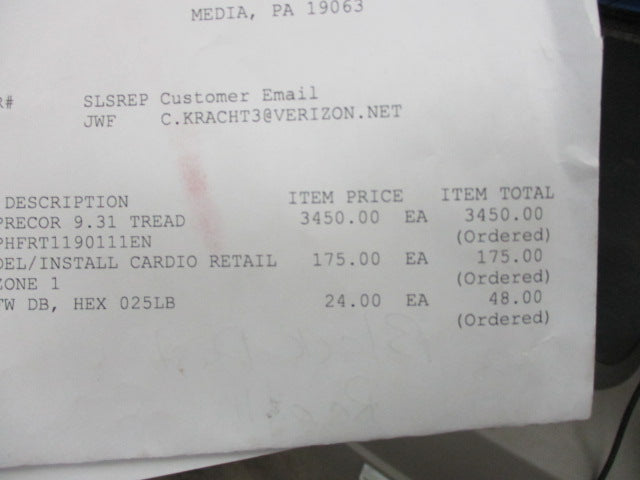 MEDIA, PA 19063
R# SLSREP Customer Email
JWF C.KRACHT3@VERIZON.NET
DESCRIPTION ITEM PRICE ITEM TOTAL
PRECOR 9.31 TREAD 3450.00 EA 3450.00
PHFRT1190111EN (Ordered)
DEL/INSTALL CARDIO RETAIL 175.00 EA 175.00
ZONE 1 (Ordered)
TW DB, HEX 025LB 24.00 EA 48.00
(Ordered)